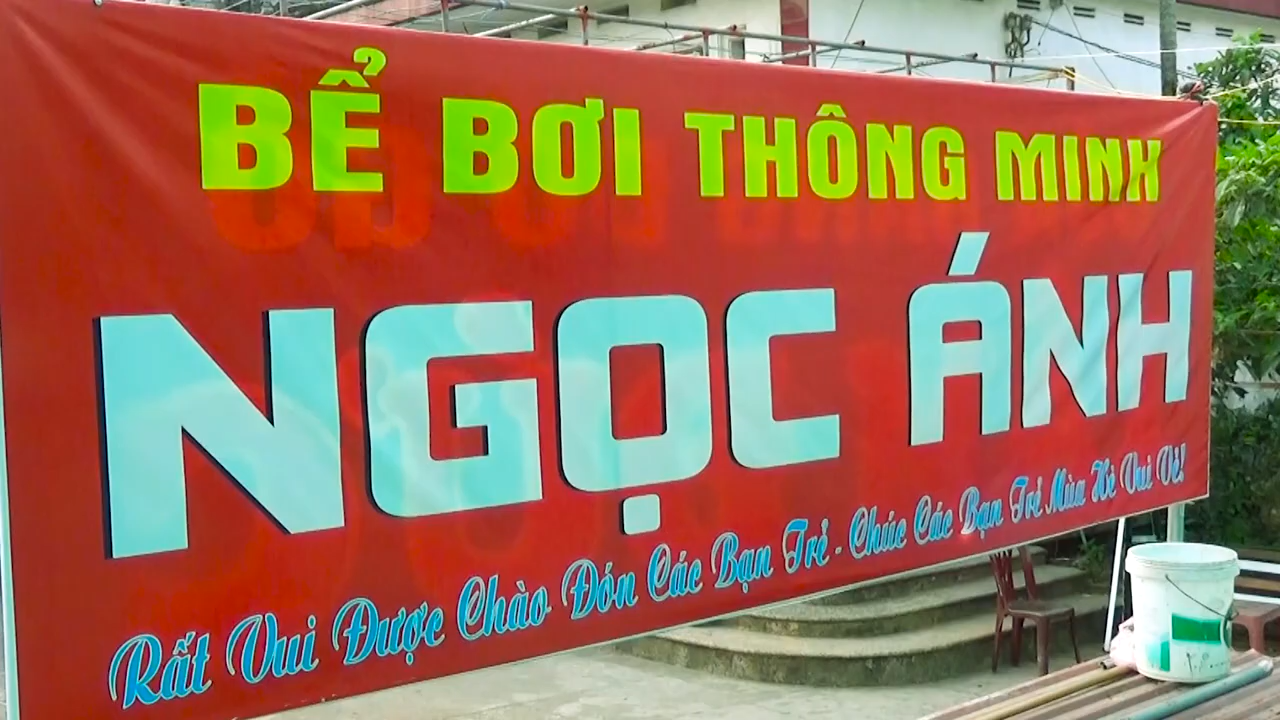 BỂ BƠI THÔNG MINH
NGỌC ÁNH
Rất Vui Được Chào Đón Các Bạn Trẻ - Chúc Các Bạn Trẻ Mùa Hè Vui Vẻ!